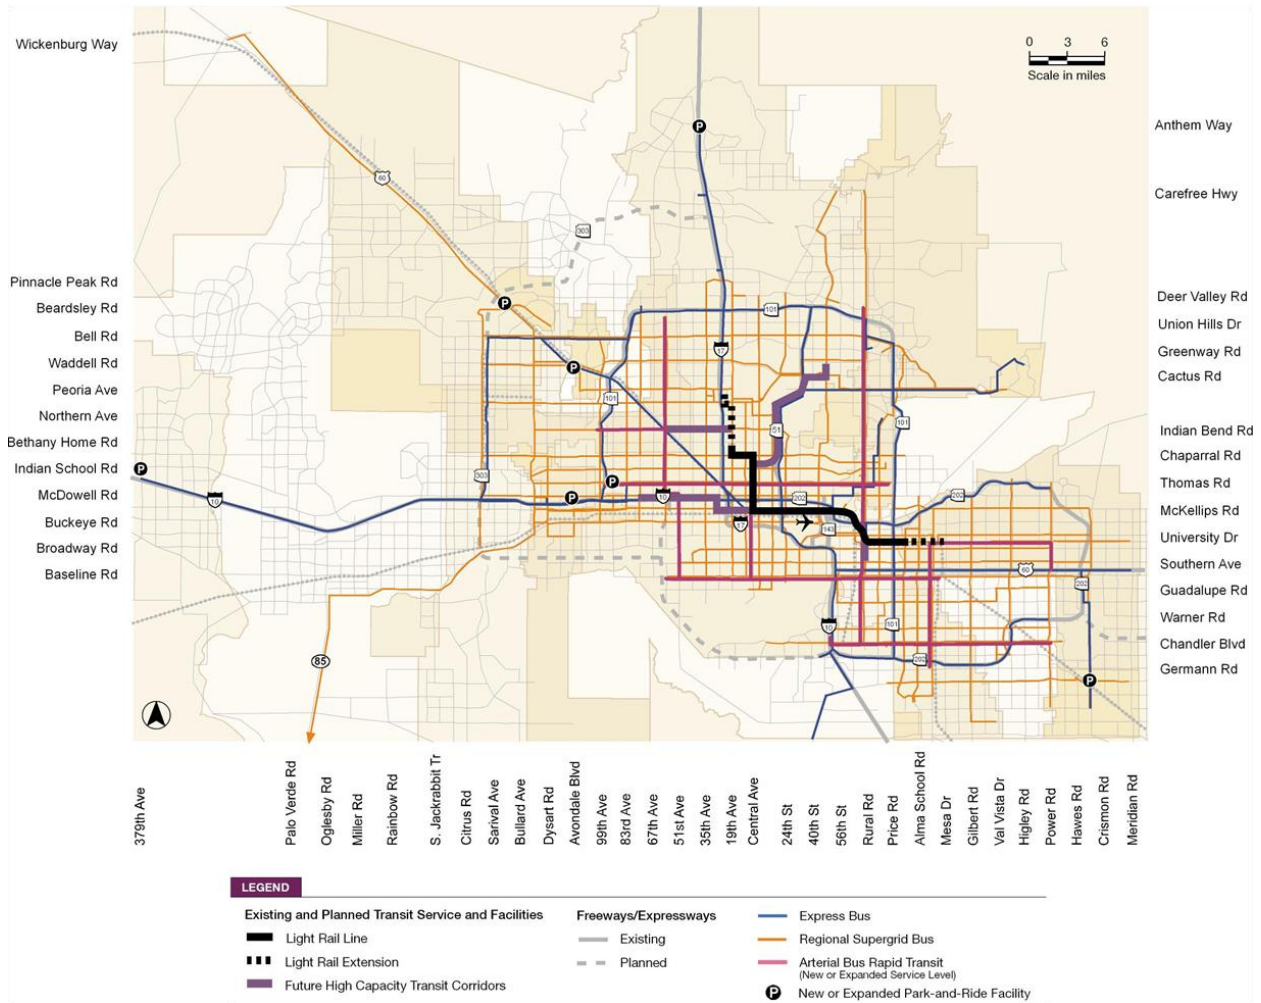 Wickenburg Way
0 3 6
Scale in miles
Anthem Way
Carefree Hwy
Pinnacle Peak Rd
Beardsley Rd
Bell Rd
Waddell Rd
Peoria Ave
Northern Ave
Bethany Home Rd
Indian School Rd
McDowell Rd
Buckeye Rd
Broadway Rd
Baseline Rd
Deer Valley Rd
Union Hills Dr
Greenway Rd
Cactus Rd
Indian Bend Rd
Chaparral Rd
Thomas Rd
McKellips Rd
University Dr
Southern Ave
Guadalupe Rd
Warner Rd
Chandler Blvd
Germann Rd
P
60
303
P
101
17
P
101
51
101
P
303
P
10
P
10
202
202
17
143
60
202
10
101
202
85
P
379th Ave
Palo Verde Rd
Oglesby Rd
Miller Rd
Rainbow Rd
S. Jackrabbit Tr
Citrus Rd
Sarival Ave
Bullard Ave
Dysart Rd
Avondale Blvd
99th Ave
83rd Ave
67th Ave
51st Ave
35th Ave
19th Ave
Central Ave
24th St
40th St
56th St
Rural Rd
Price Rd
Alma School Rd
Mesa Dr
Gilbert Rd
Val Vista Dr
Higley Rd
Power Rd
Hawes Rd
Crismon Rd
Meridian Rd
LEGEND
Existing and Planned Transit Service and Facilities
Light Rail Line
Light Rail Extension
Future High Capacity Transit Corridors
Freeways/Expressways
Existing
Planned
Express Bus
Regional Supergrid Bus
Arterial Bus Rapid Transit
(New or Expanded Service Level)
P New or Expanded Park-and-Ride Facility